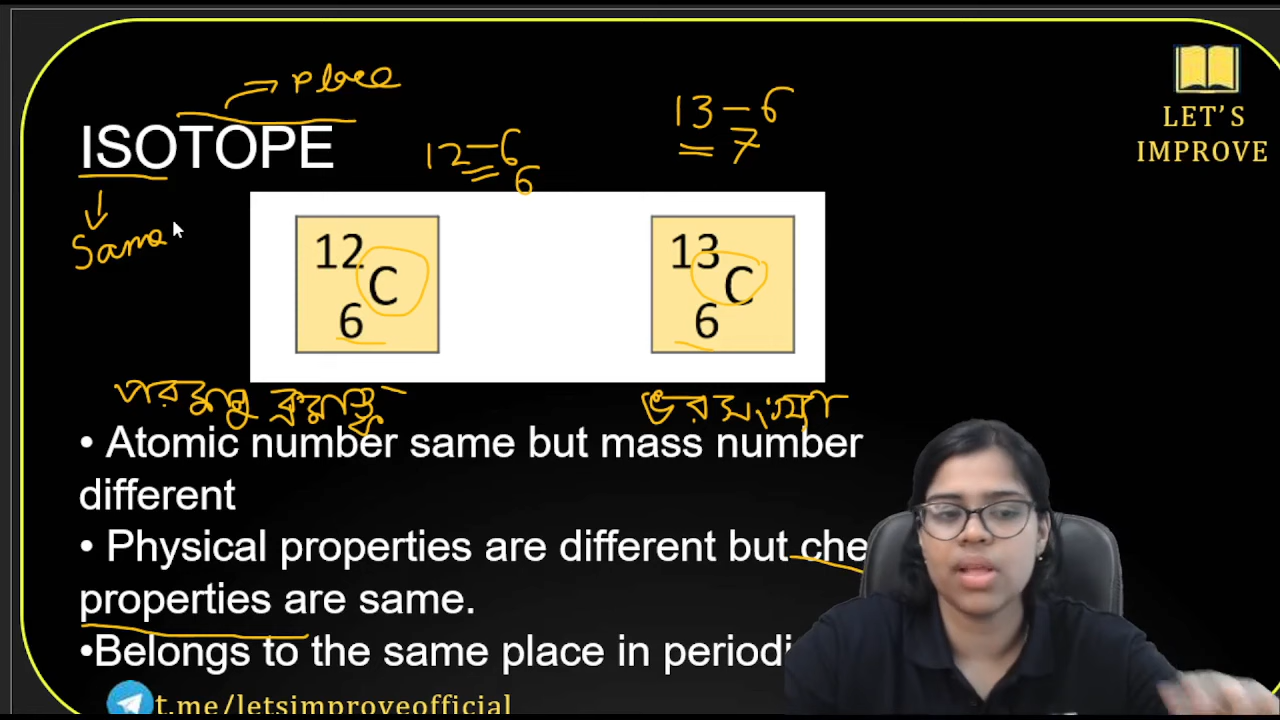 ⇒ Place
ISOTOPE
12-6
6
13-6
= 7
LET'S
IMPROVE
Same
12
C
6
13
C
6
পরমাণু ক্রমাঙ্ক
ভরসংখ্যা
• Atomic number same but mass number
different
• Physical properties are different but che
properties are same.
•Belongs to the same place in periodi
t.me/letsimproveofficial